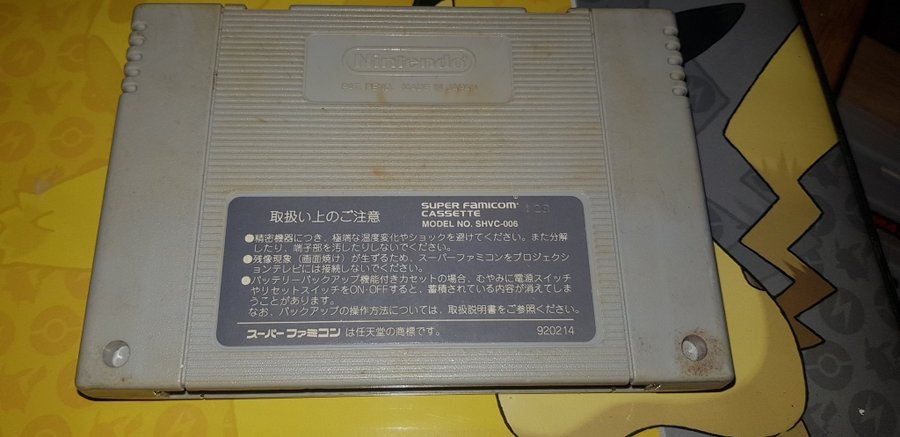 Nintendo
PAT. PEND. MADE IN JAPAN
取扱い上のご注意
SUPER FAMICOM
CASSETTE
MODEL NO. SHVC-006
●精密機器につき、極端な温度変化やショックを避けてください。また分解
したり、端子部を汚したりしないでください。
●残像現象（画面焼け）が生ずるため、スーパーファミコンをプロジェクシ
ョンテレビには接続しないでください。
●バッテリーバックアップ機能付きカセットの場合、むやみに電源スイッチ
やリセットスイッチをON-OFFすると、蓄積されている内容が消えてしま
うことがあります。
なお、バックアップの操作方法については、取扱説明書をご参照ください。
スーパーファミコンは任天堂の商標です。
920214